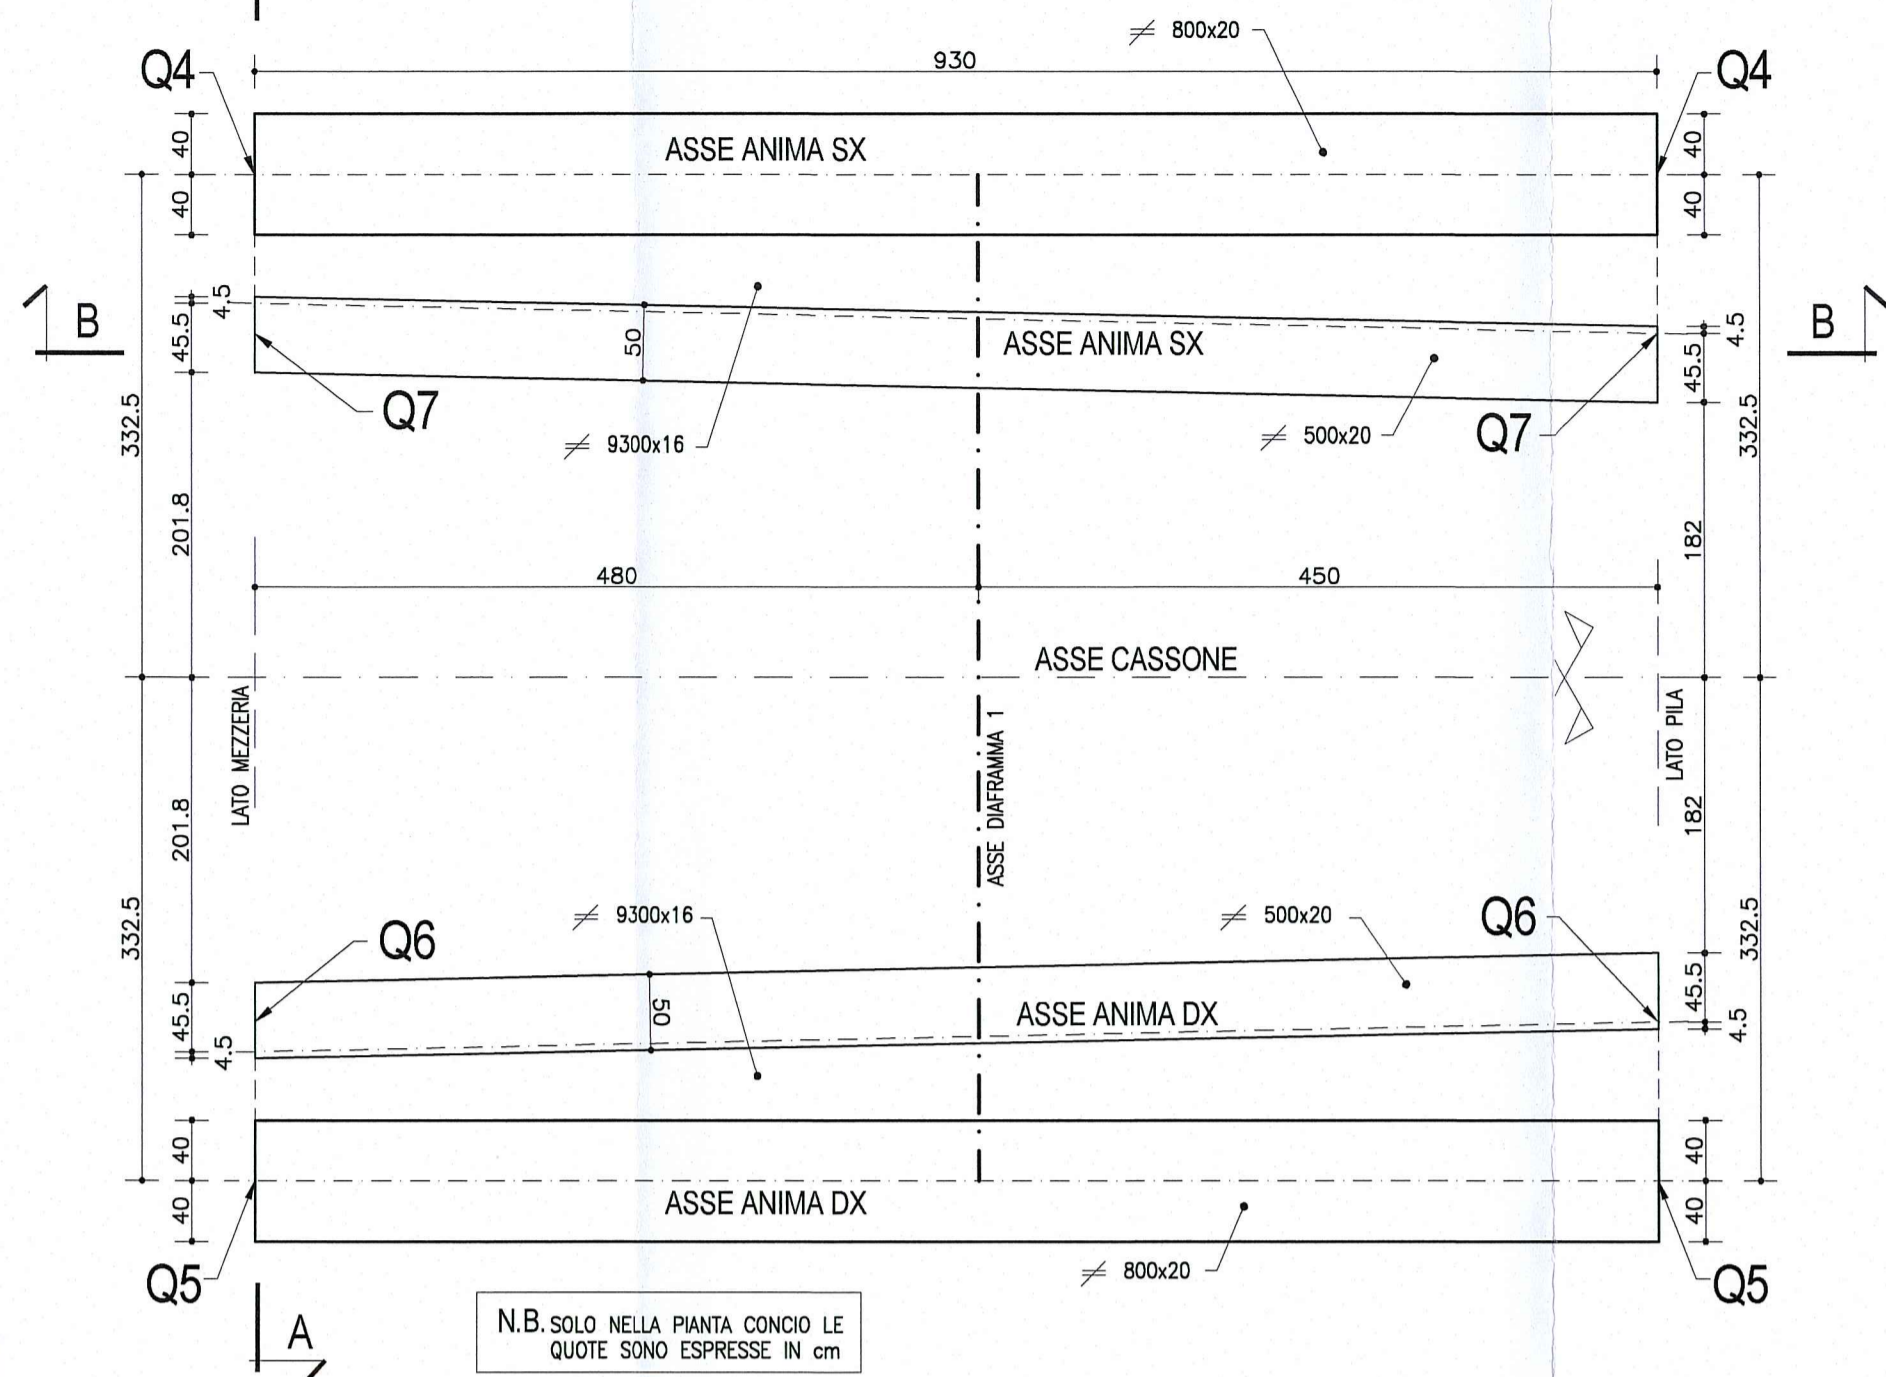 ≠ 800x20
930
Q4
Q4
40
ASSE ANIMA SX
40
40
40
4.5
B
45.5
50
ASSE ANIMA SX
4.5
B
45.5
Q7
Q7
332.5
≠ 9300x16
≠ 500x20
332.5
201.8
182
480
450
ASSE CASSONE
LATO MEZZERIA
ASSE DIAFRAMMA 1
LATO PILA
201.8
182
332.5
≠ 9300x16
≠ 500x20
332.5
Q6
Q6
45.5
50
ASSE ANIMA DX
45.5
4.5
4.5
40
40
ASSE ANIMA DX
40
40
Q5
≠ 800x20
Q5
A
N.B. SOLO NELLA PIANTA CONCIO LE
QUOTE SONO ESPRESSE IN cm